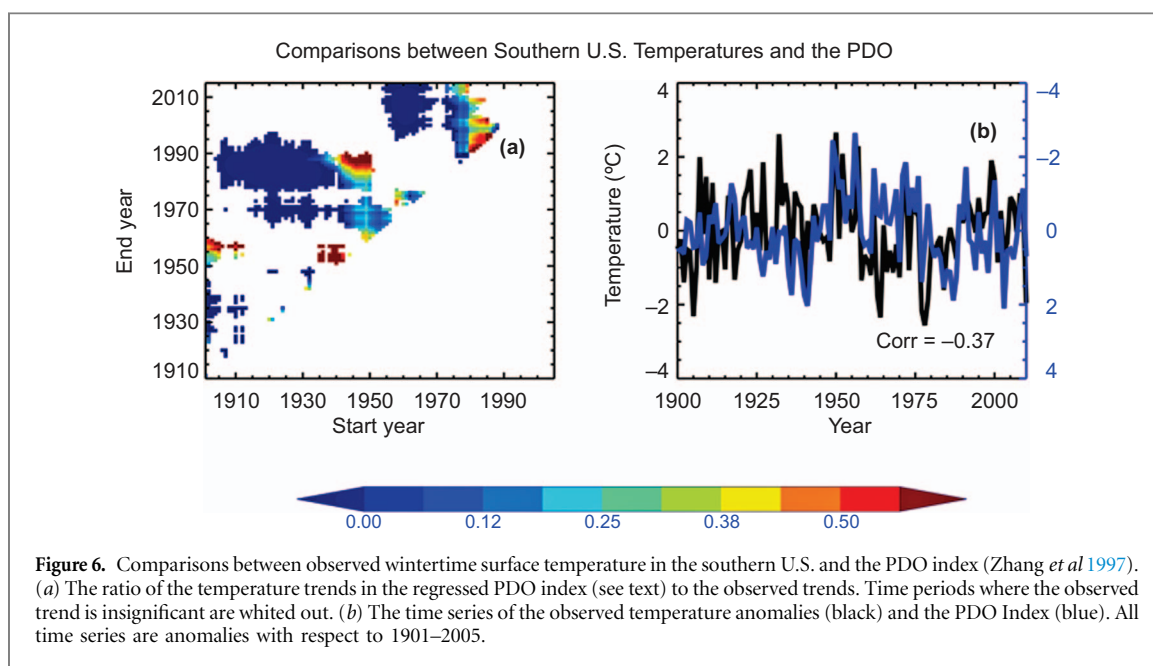 Comparisons between Southern U.S. Temperatures and the PDO
2010
1990
1970
1950
1930
1910
End year
(a)
1910 1930 1950 1970 1990
Start year
4
2
0
−2
−4
Temperature (ºC)
(b)
Corr = −0.37
−4
−2
0
2
4
1900 1925 1950 1975 2000
Year
0.00 0.12 0.25 0.38 0.50
Figure 6. Comparisons between observed wintertime surface temperature in the southern U.S. and the PDO index (Zhang et al 1997).
(a) The ratio of the temperature trends in the regressed PDO index (see text) to the observed trends. Time periods where the observed
trend is insignificant are whited out. (b) The time series of the observed temperature anomalies (black) and the PDO Index (blue). All
time series are anomalies with respect to 1901–2005.